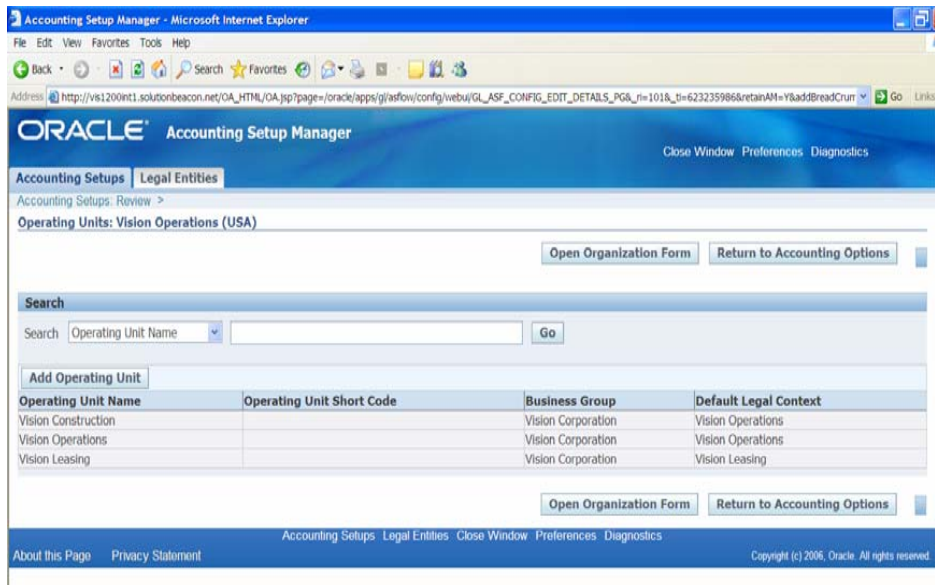 Accounting Setup Manager - Microsoft Internet Explorer
File Edit View Favorites Tools Help
Back Search Favorites
Address http://vis1200int1.solutionbeacon.net/OA_HTML/OA.jsp?page=/oracle/apps/gl/asflow/config/webui/GL_ASF_CONFIG_EDIT_DETAILS_PG&_ri=101&_ti=623235986&retainAM=Y&addBreadCrum Go Links
ORACLE Accounting Setup Manager
Close Window Preferences Diagnostics
Accounting Setups Legal Entities
Accounting Setups: Review >
Operating Units: Vision Operations (USA)
Open Organization Form Return to Accounting Options
Search
Search Operating Unit Name Go
Add Operating Unit
Operating Unit Name Operating Unit Short Code Business Group Default Legal Context
Vision Construction Vision Corporation Vision Operations
Vision Operations Vision Corporation Vision Operations
Vision Leasing Vision Corporation Vision Leasing
Open Organization Form Return to Accounting Options
Accounting Setups Legal Entities Close Window Preferences Diagnostics
About this Page Privacy Statement Copyright (c) 2006, Oracle. All rights reserved.